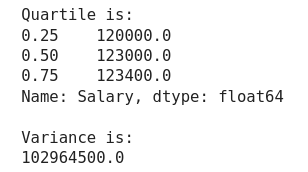 Quartile is:
0.25    120000.0
0.50    123000.0
0.75    123400.0
Name: Salary, dtype: float64

Variance is:
102964500.0